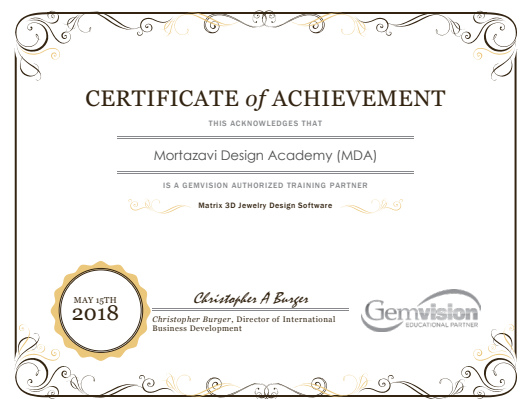 CERTIFICATE of ACHIEVEMENT
THIS ACKNOWLEDGES THAT
Mortazavi Design Academy (MDA)
IS A GEMVISION AUTHORIZED TRAINING PARTNER
Matrix 3D Jewelry Design Software
MAY 15TH
2018
Christopher A Burger
Christopher Burger, Director of International
Business Development
Gemvision
EDUCATIONAL PARTNER